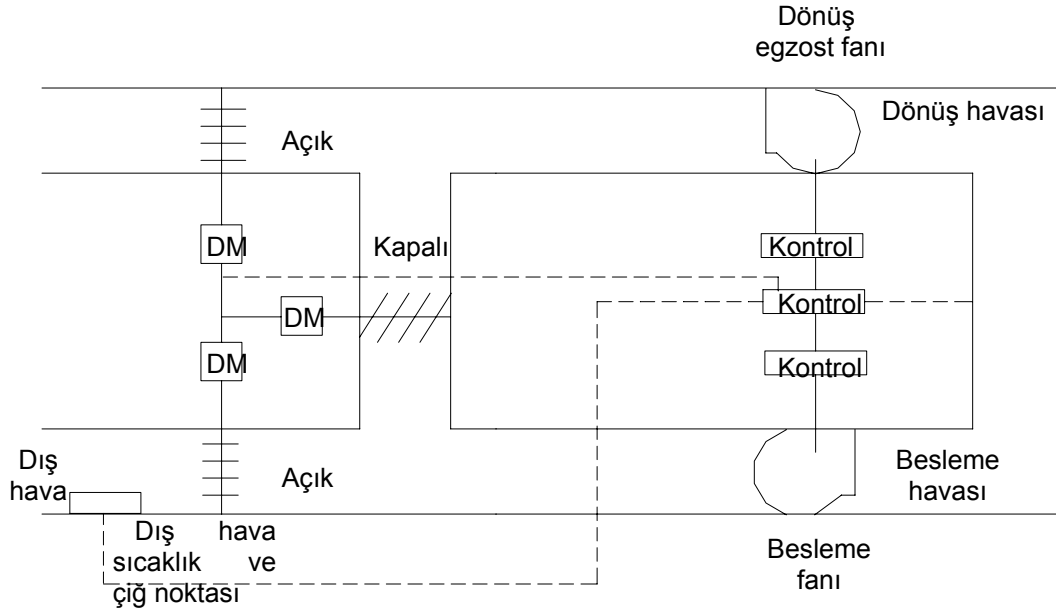 Dönüş
egzost fanı
Dönüş havası
Açık
DM
Kapalı
Kontrol
DM
Kontrol
DM
Kontrol
Dış
hava
Açık
Besleme
havası
Dış hava
sıcaklık ve
çiğ noktası
Besleme
fanı